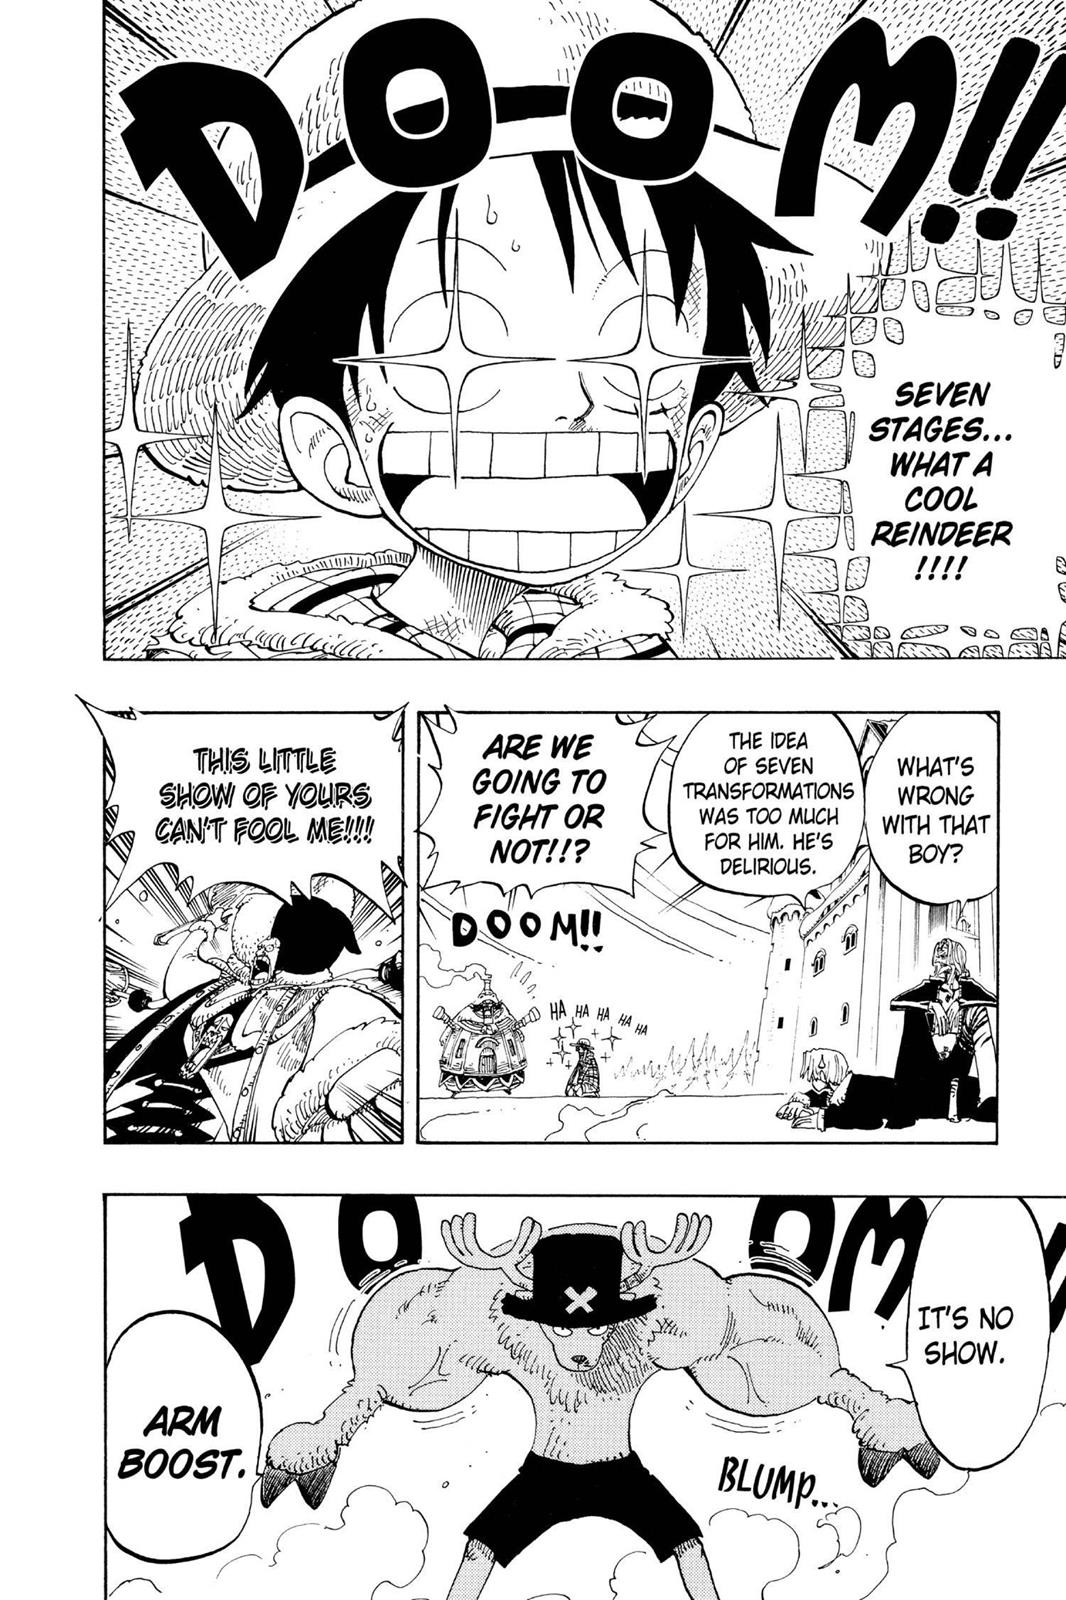 DOOM!!
SEVEN
STAGES...
WHAT A
COOL
REINDEER
!!!!
WHAT'S
WRONG
WITH THAT
BOY?
THE IDEA
OF SEVEN
TRANSFORMATIONS
WAS TOO MUCH
FOR HIM. HE'S
DELIRIOUS.
ARE WE
GOING TO
FIGHT OR
NOT!!?
DOOM!!
HA HA HA HA HA
THIS LITTLE
SHOW OF YOURS
CAN'T FOOL ME!!!!
DOOM
IT'S NO
SHOW.
ARM
BOOST.
BLUMP...